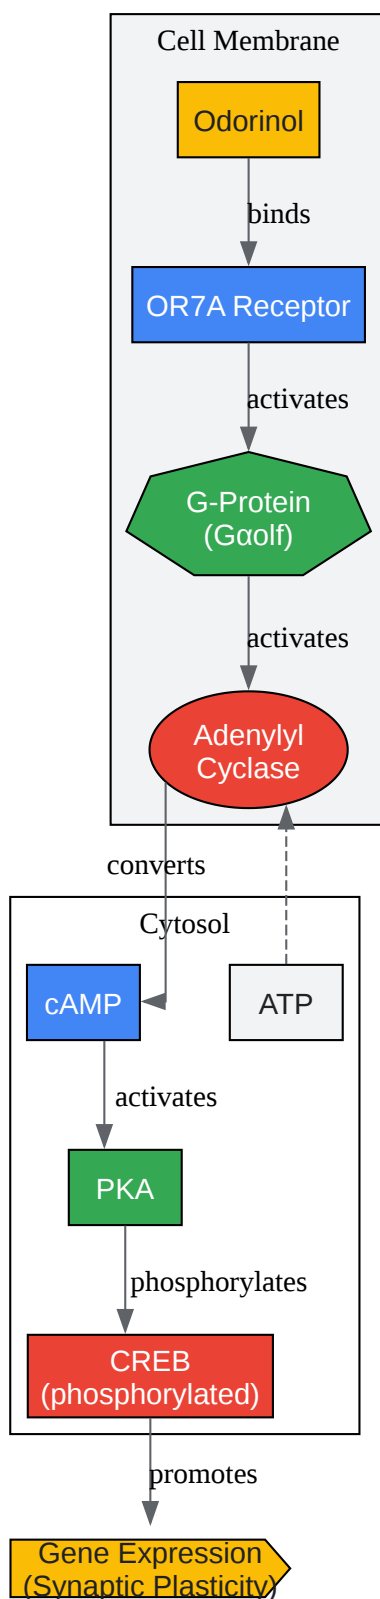 Cell Membrane
Odorinol
binds
OR7A Receptor
activates
G-Protein
(Gαolf)
activates
Adenylyl
Cyclase
converts
Cytosol
cAMP
ATP
activates
PKA
phosphorylates
CREB
(phosphorylated)
promotes
Gene Expression
(Synaptic Plasticity)